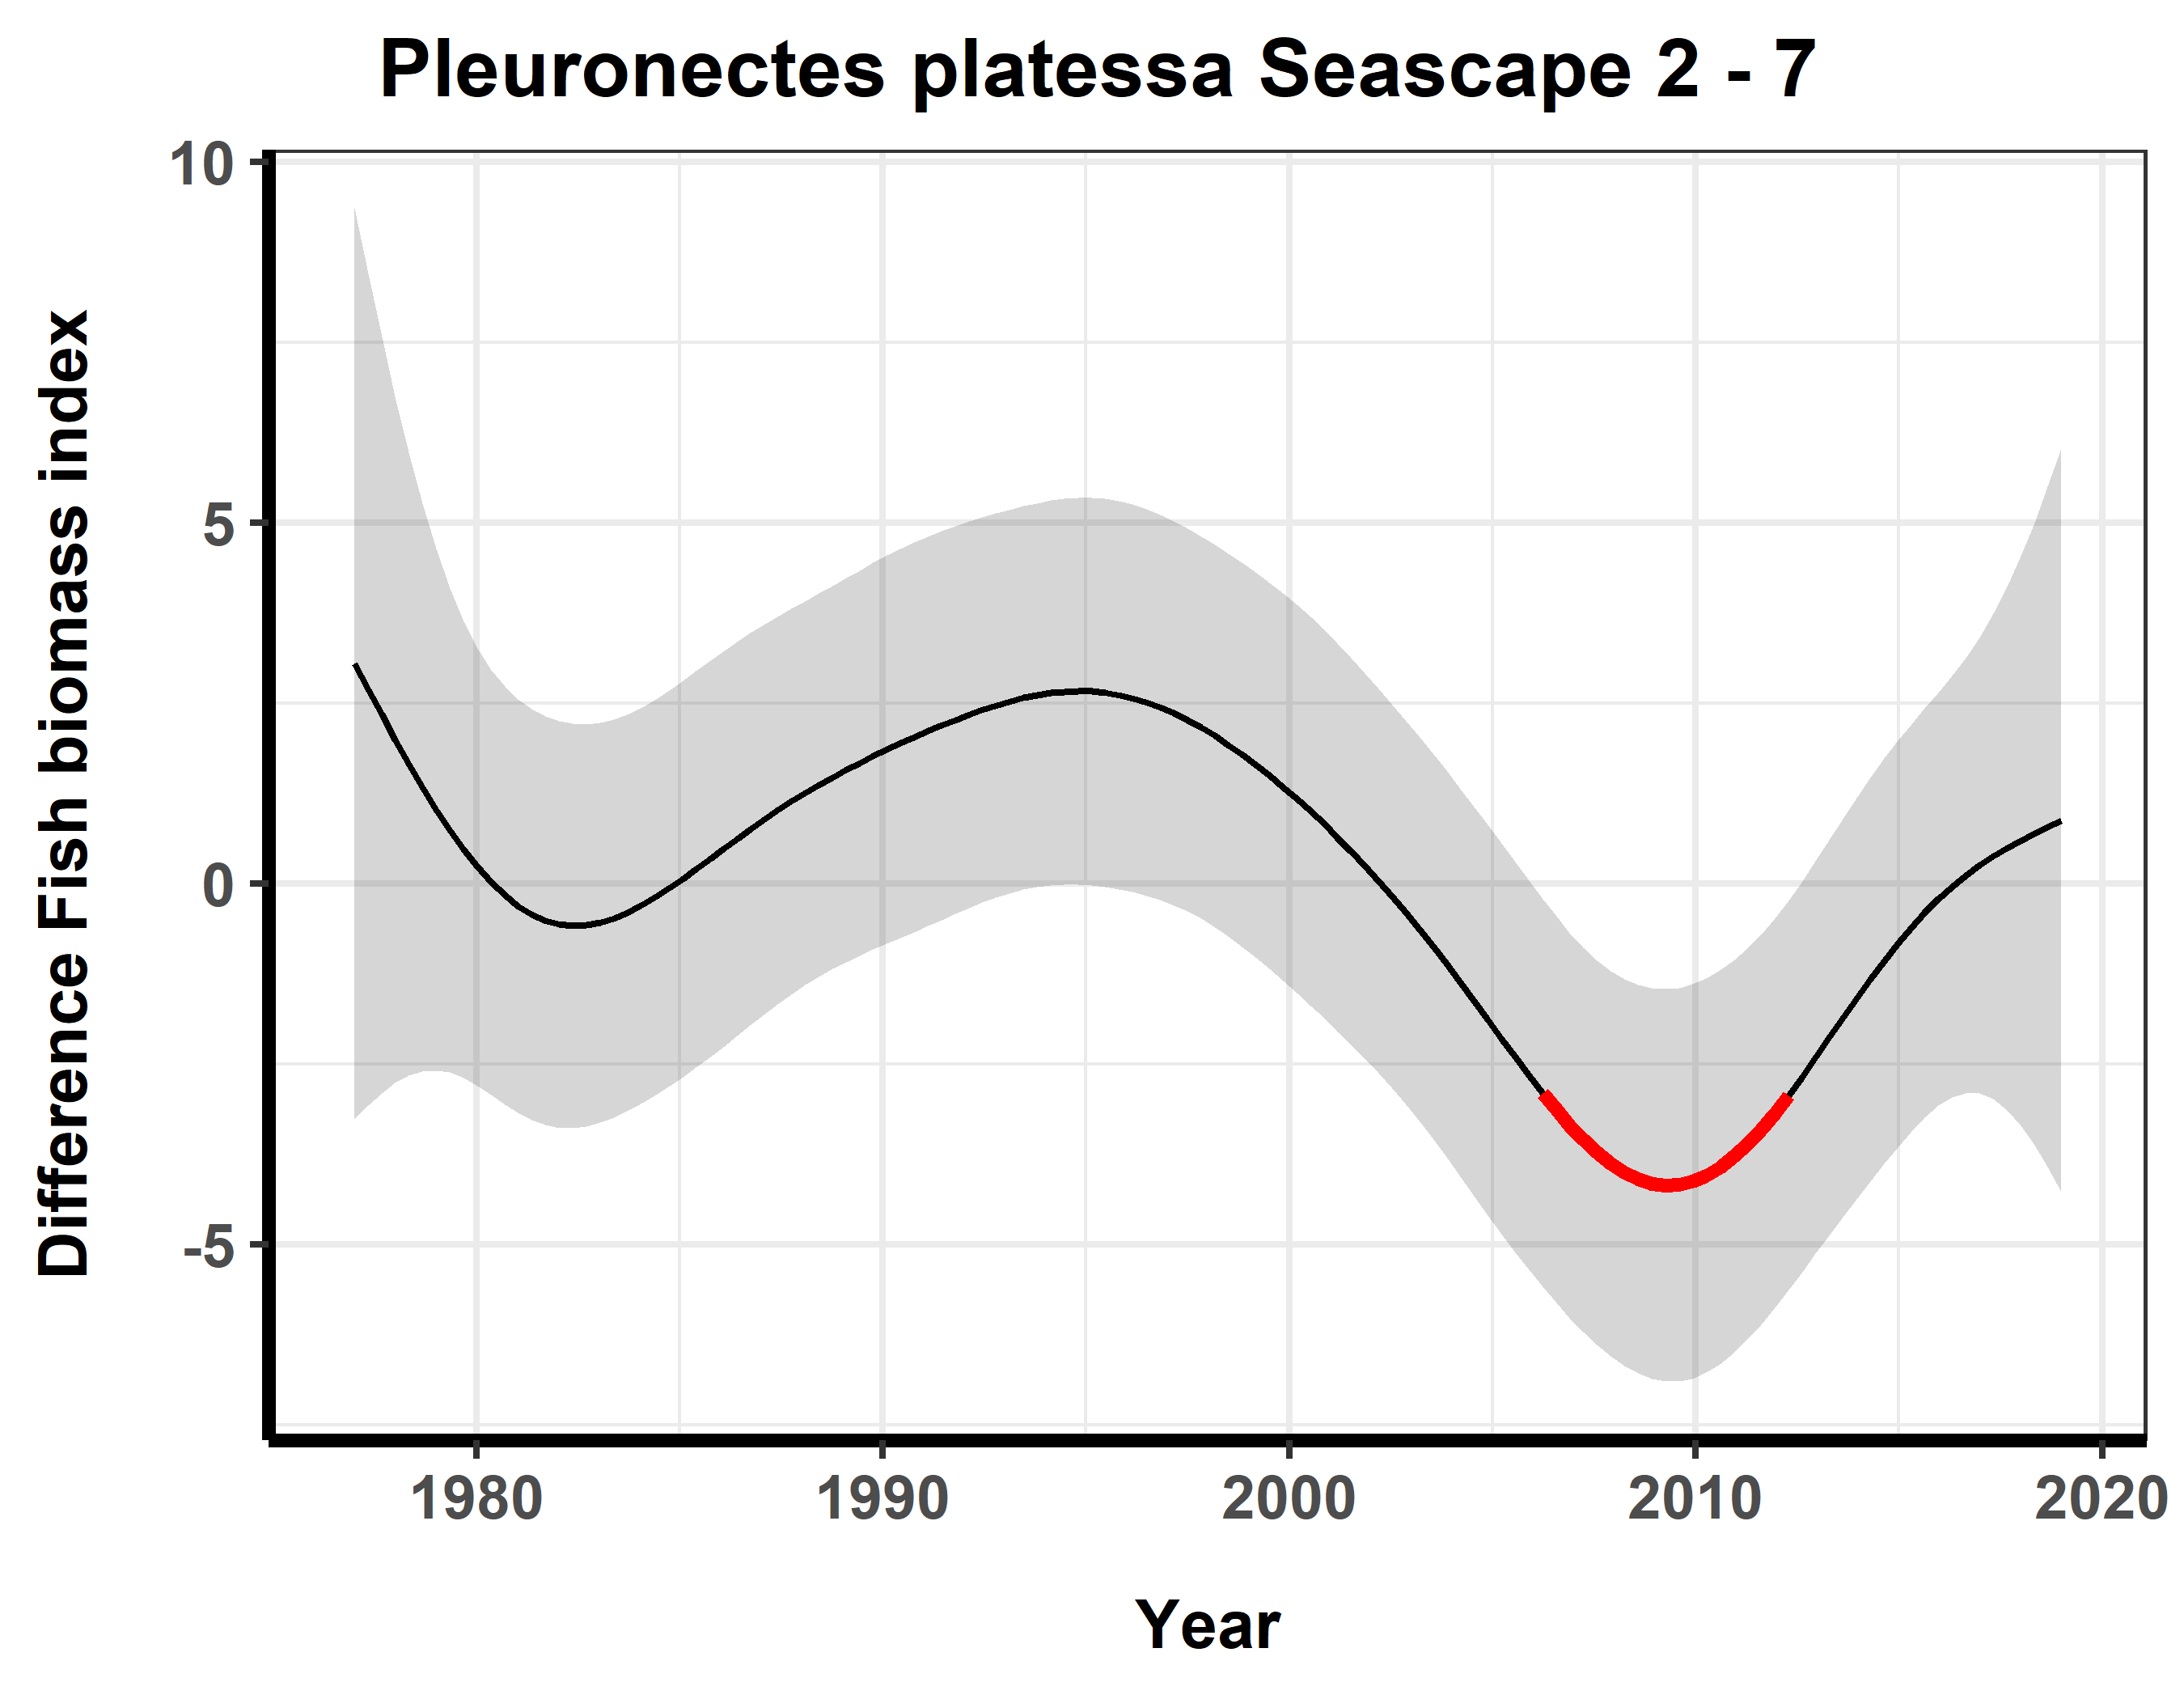 Pleuronectes platessa Seascape 2 - 7
Difference Fish biomass index
10
5
0
-5
1980 1990 2000 2010 2020
Year